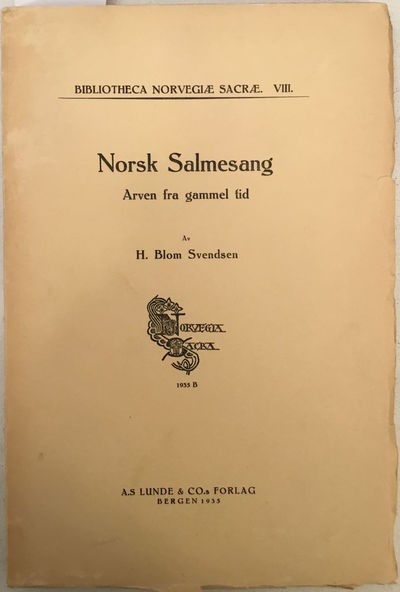 BIBLIOTHECA NORVEGIÆ SACRÆ. VIII.
Norsk Salmesang
Arven fra gammel tid
Av
H. Blom Svendsen
NORVEGIA
SACRA
1935 B
A.S LUNDE & CO.s FORLAG
BERGEN 1935